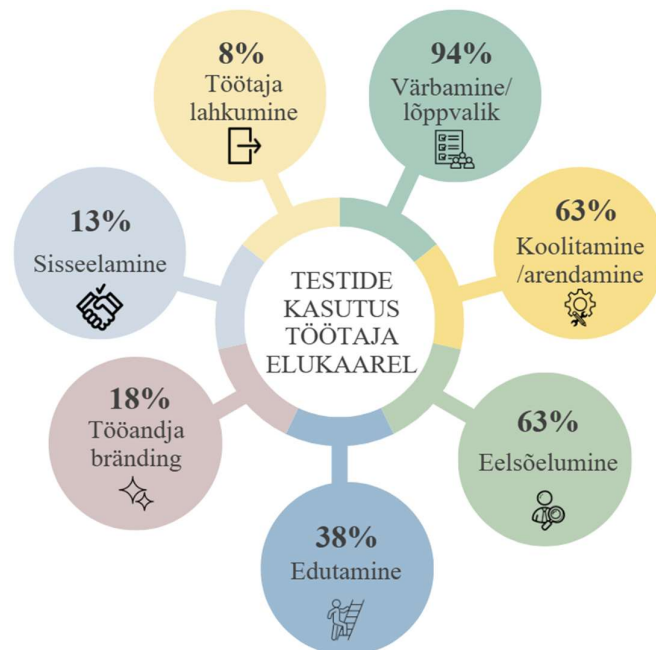 TESTIDE
KASUTUS
TÖÖTAJA
ELUKAAREL
94%
Värbamine/
lõppvalik
63%
Koolitamine
/arendamine
63%
Eelsõelumine
38%
Edutamine
18%
Tööandja
bränding
13%
Sisseelamine
8%
Töötaja
lahkumine